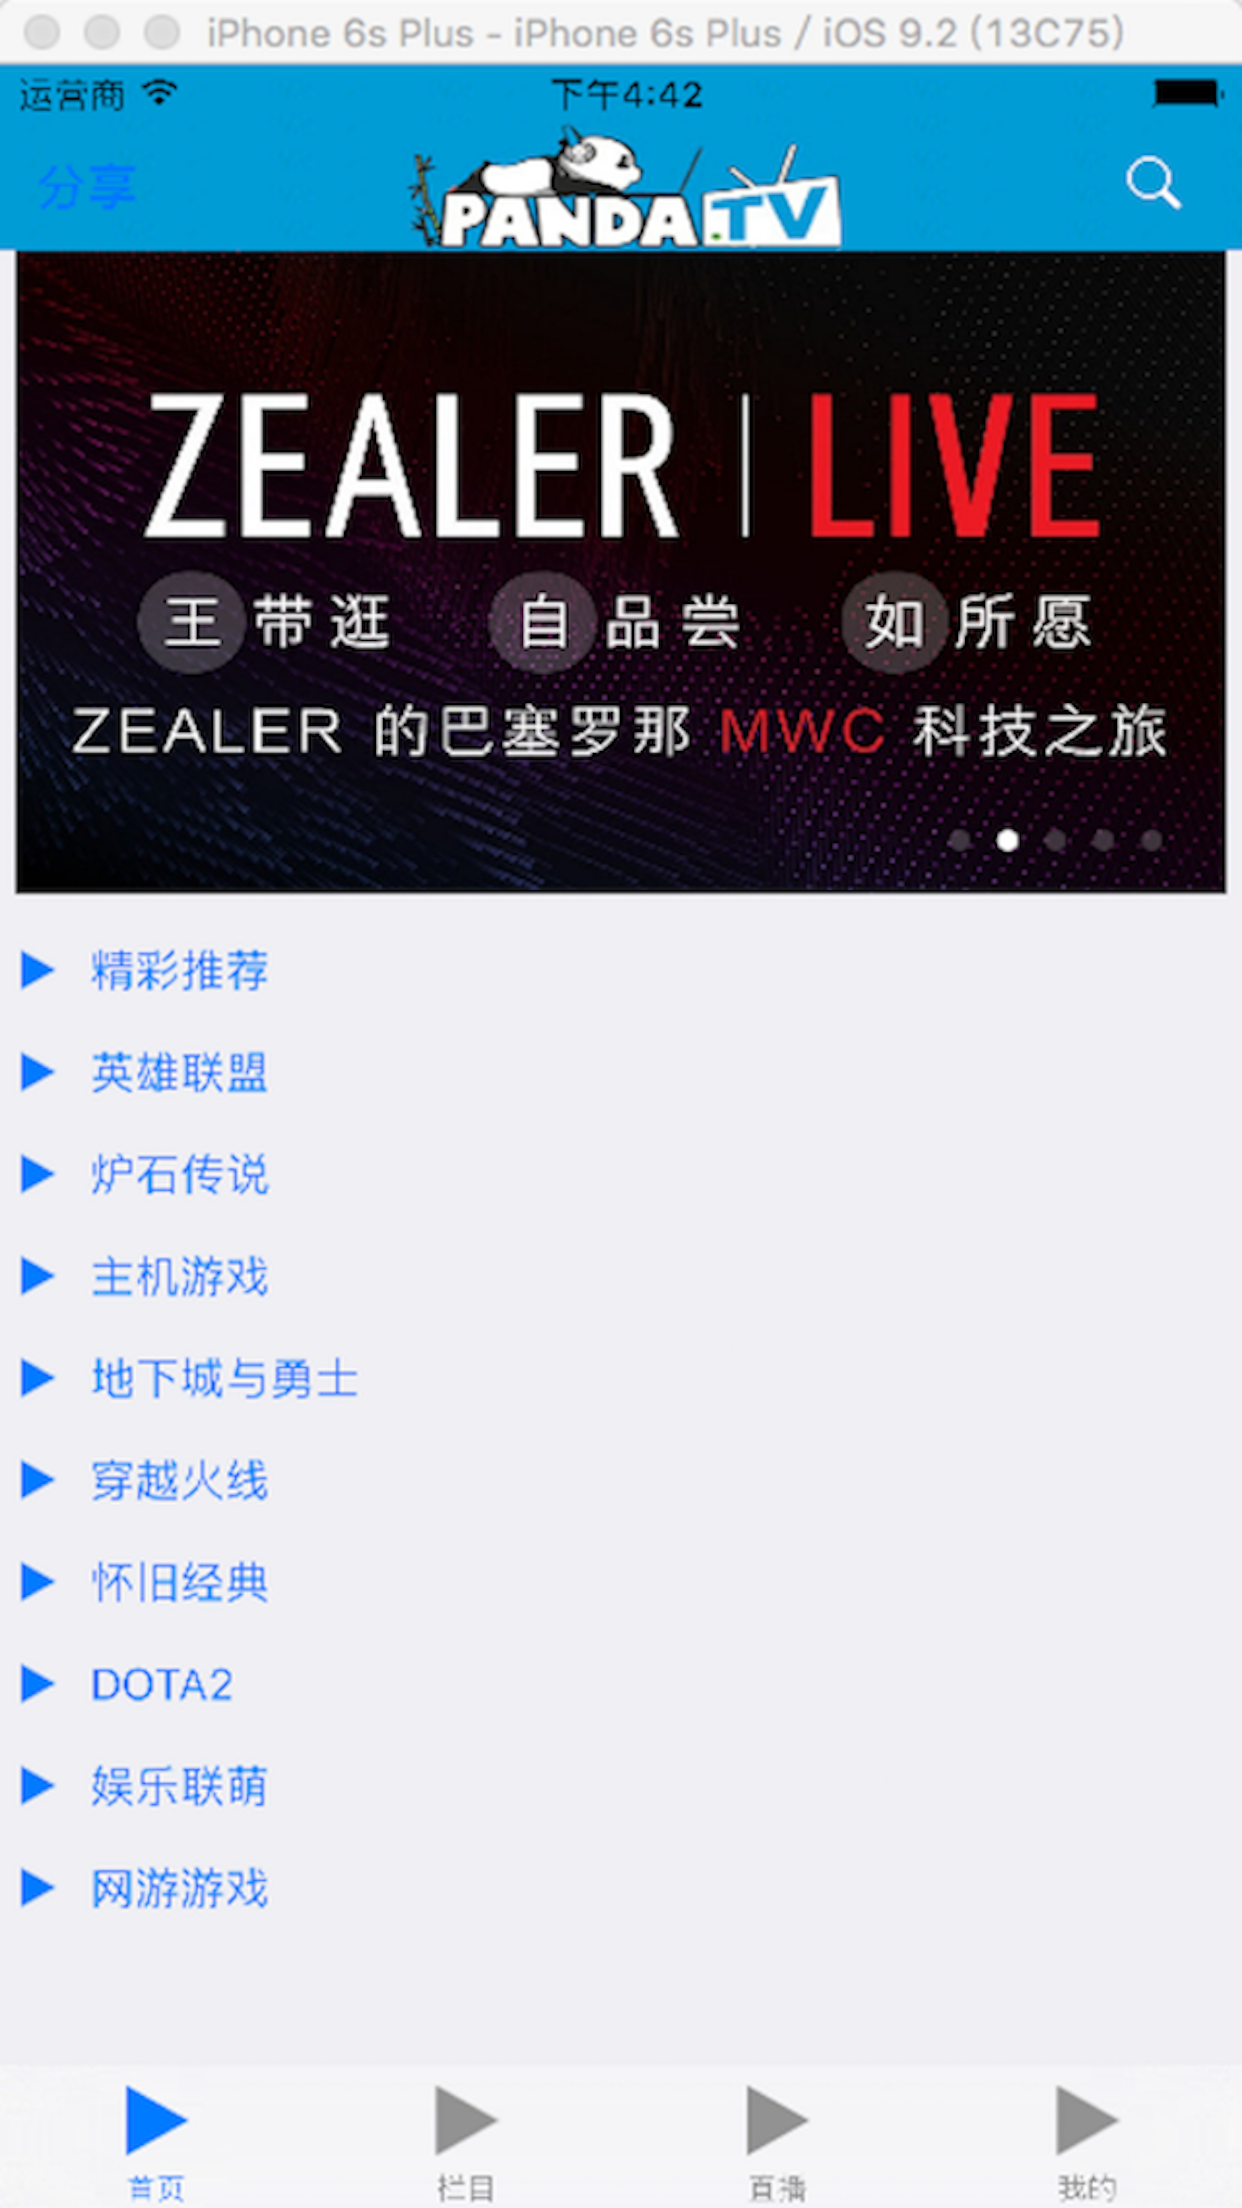 iPhone 6s Plus - iPhone 6s Plus / iOS 9.2 (13C75)
运营商 下午4:42
分享 PANDA.TV
ZEALER | LIVE
王带逛 自品尝 如所愿
ZEALER 的巴塞罗那 MWC 科技之旅
精彩推荐
英雄联盟
炉石传说
主机游戏
地下城与勇士
穿越火线
怀旧经典
DOTA2
娱乐联萌
网游游戏
首页 栏目 直播 我的